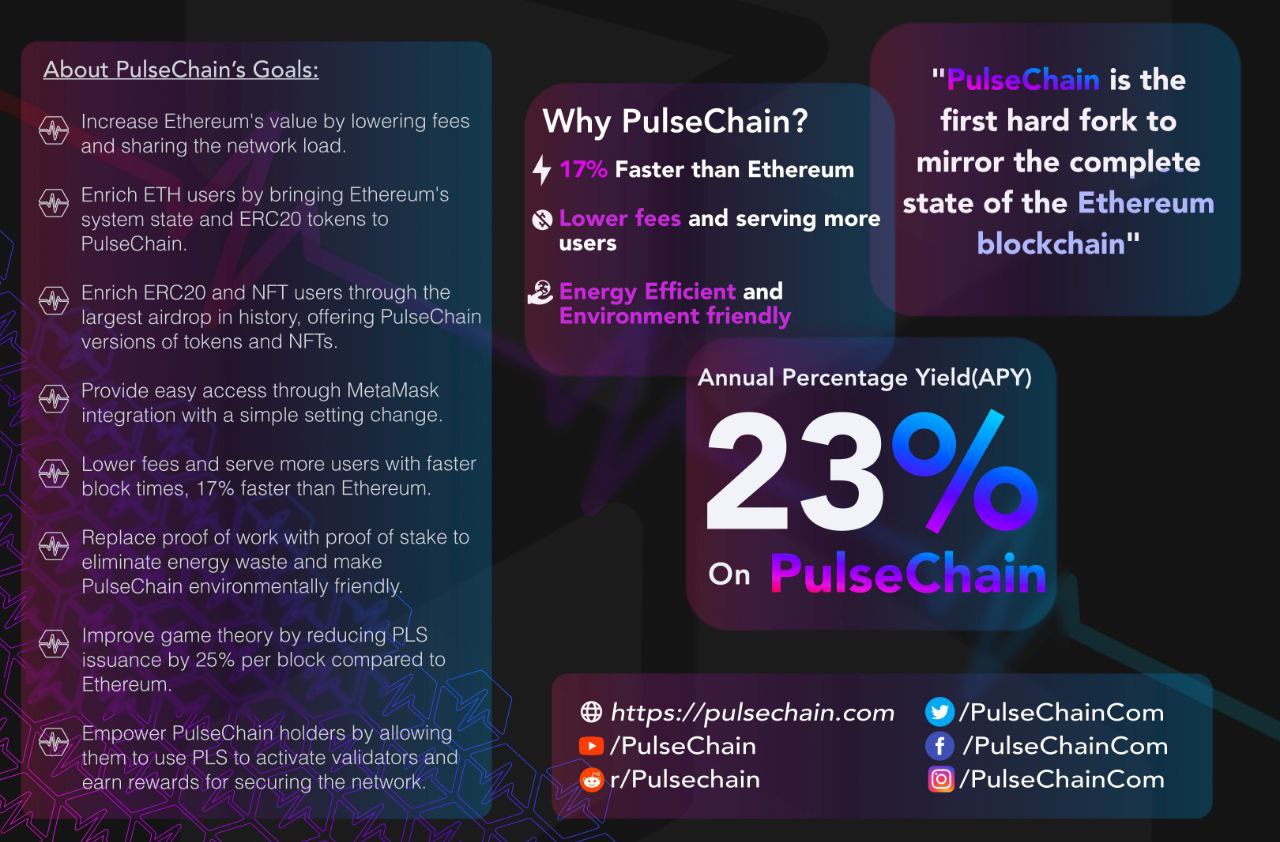 About PulseChain's Goals:
Increase Ethereum's value by lowering fees
and sharing the network load.
Enrich ETH users by bringing Ethereum's
system state and ERC20 tokens to
PulseChain.
Enrich ERC20 and NFT users through the
largest airdrop in history, offering PulseChain
versions of tokens and NFTs.
Provide easy access through MetaMask
integration with a simple setting change.
Lower fees and serve more users with faster
block times, 17% faster than Ethereum.
Replace proof of work with proof of stake to
eliminate energy waste and make
PulseChain environmentally friendly.
Improve game theory by reducing PLS
issuance by 25% per block compared to
Ethereum.
Empower PulseChain holders by allowing
them to use PLS to activate validators and
earn rewards for securing the network.
Why PulseChain?
17% Faster than Ethereum
Lower fees and serving more
users
Energy Efficient and
Environment friendly
"PulseChain is the
first hard fork to
mirror the complete
state of the Ethereum
blockchain"
Annual Percentage Yield(APY)
23%
On PulseChain
https://pulsechain.com
/PulseChain
r/Pulsechain
/PulseChainCom
/PulseChainCom
/PulseChainCom